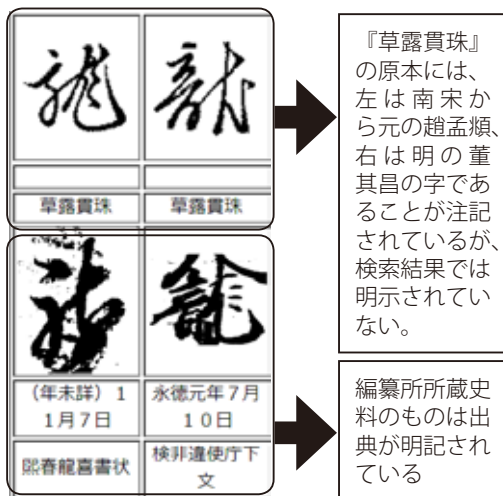 龍 龍
草露貫珠 草露貫珠
龍 龍
(年未詳)1 永徳元年7月
1月7日 10日
熙春龍喜書状 検非違使庁下
文
『草露貫珠』
の原本には、
左は南宋か
ら元の趙孟頫、
右は明の董
其昌の字であ
ることが注記
されているが、
検索結果では
明示されてい
ない。
編纂所所蔵史
料のものは出
典が明記され
ている